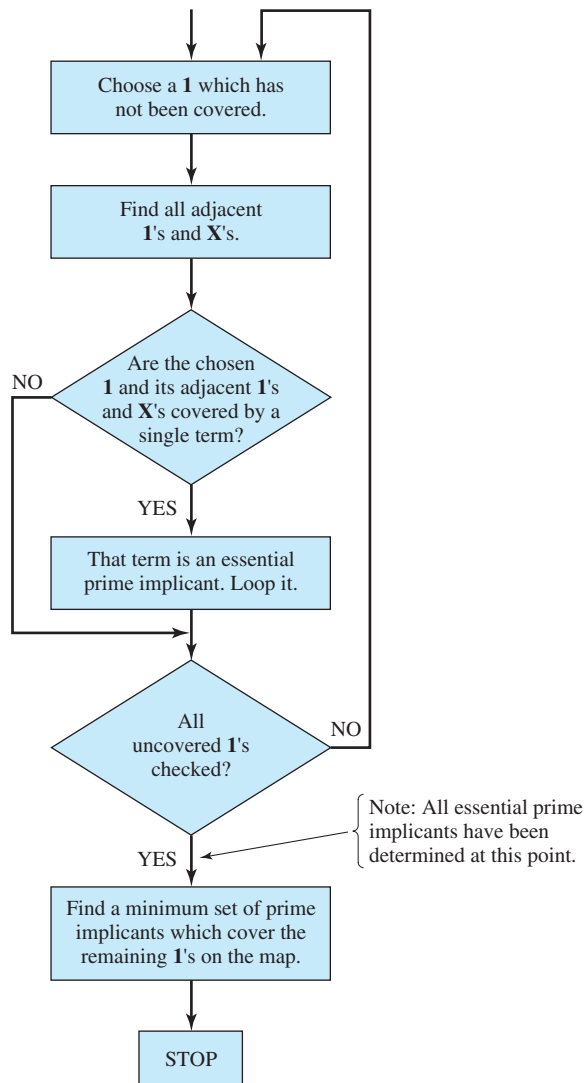 Choose a 1 which has
not been covered.
Find all adjacent
1's and X's.
Are the chosen
1 and its adjacent 1's
and X's covered by a
single term?
NO
YES
That term is an essential
prime implicant. Loop it.
All
uncovered 1's
checked?
NO
YES
Note: All essential prime
implicants have been
determined at this point.
Find a minimum set of prime
implicants which cover the
remaining 1's on the map.
STOP